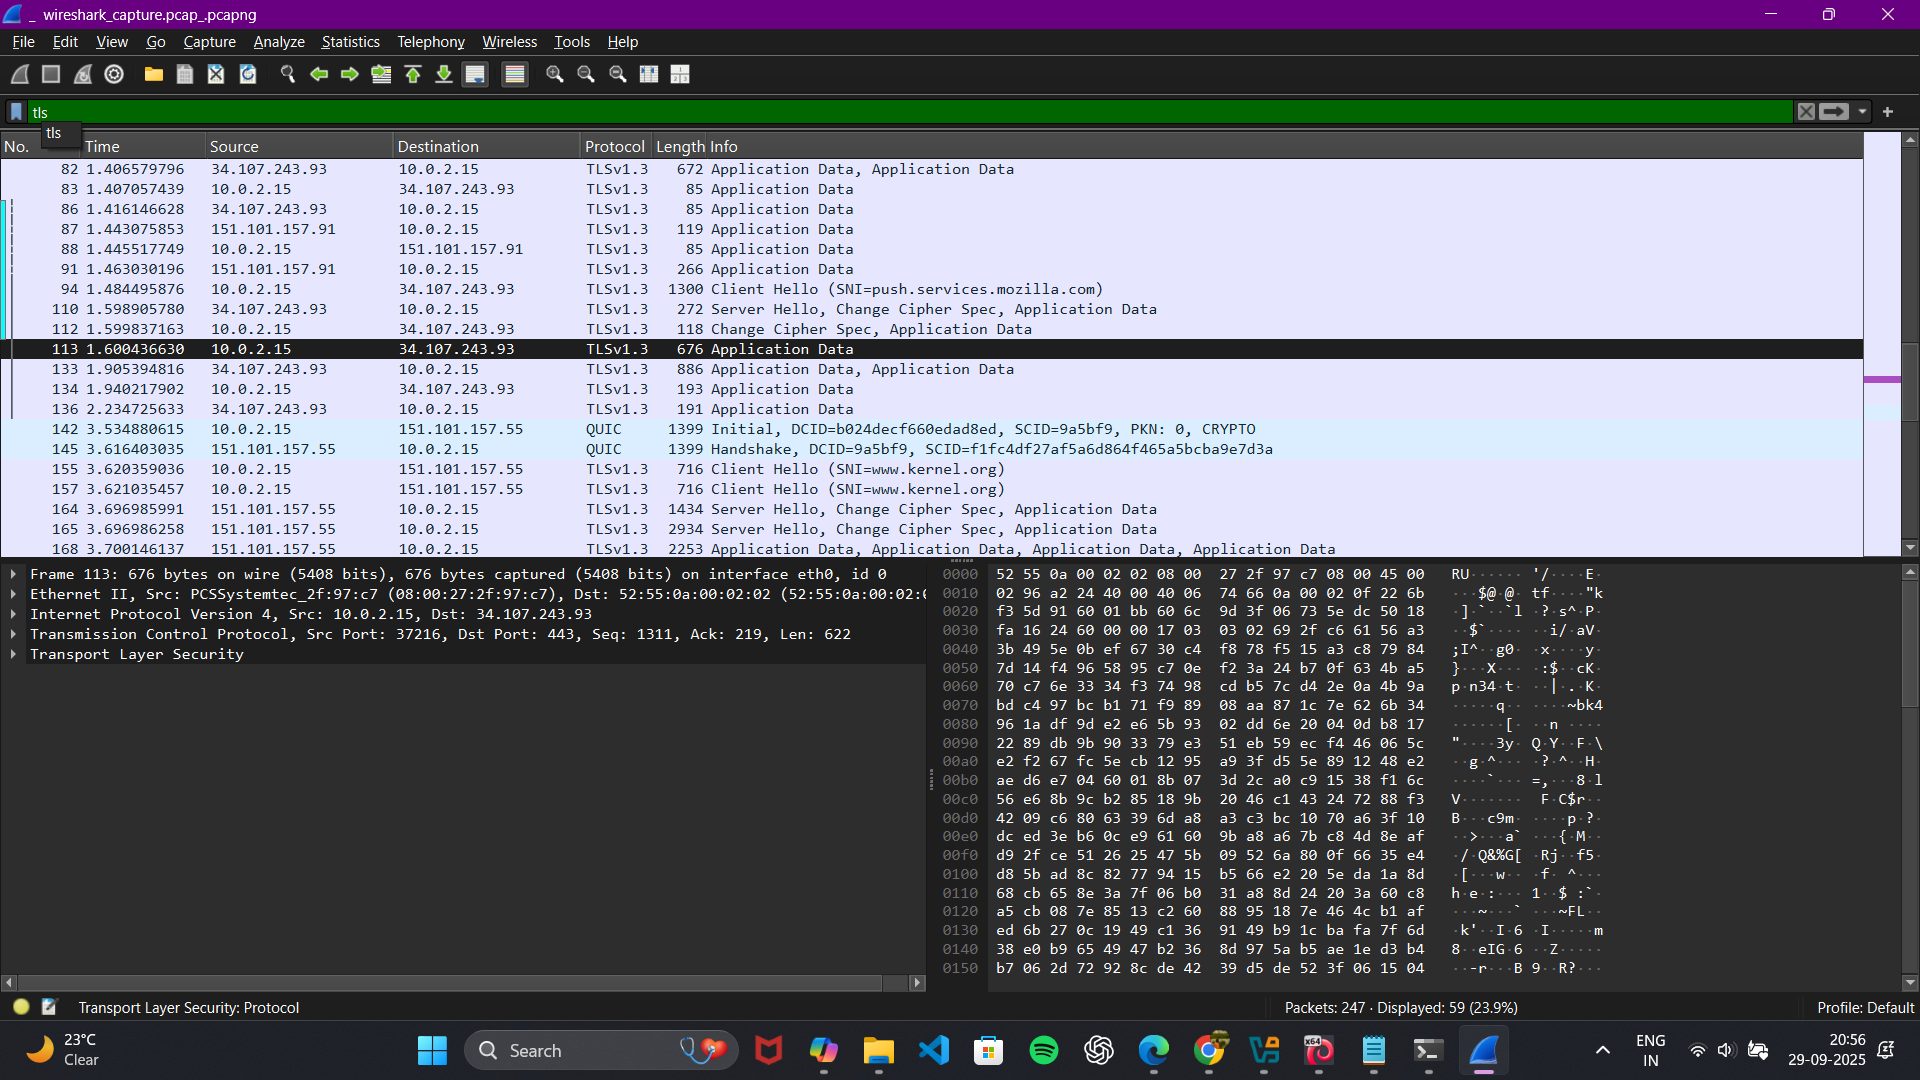 wireshark_capture.pcap_.pcapng
File Edit View Go Capture Analyze Statistics Telephony Wireless Tools Help
tls
tls
No. Time Source Destination Protocol Length Info
82 1.406579796 34.107.243.93 10.0.2.15 TLSv1.3 672 Application Data, Application Data
83 1.407057439 10.0.2.15 34.107.243.93 TLSv1.3 85 Application Data
86 1.416146628 34.107.243.93 10.0.2.15 TLSv1.3 85 Application Data
87 1.443075853 151.101.157.91 10.0.2.15 TLSv1.3 119 Application Data
88 1.445517749 10.0.2.15 151.101.157.91 TLSv1.3 85 Application Data
91 1.463030196 151.101.157.91 10.0.2.15 TLSv1.3 266 Application Data
94 1.484495876 10.0.2.15 34.107.243.93 TLSv1.3 1300 Client Hello (SNI=push.services.mozilla.com)
110 1.598905780 34.107.243.93 10.0.2.15 TLSv1.3 272 Server Hello, Change Cipher Spec, Application Data
112 1.599837163 10.0.2.15 34.107.243.93 TLSv1.3 118 Change Cipher Spec, Application Data
113 1.600436630 10.0.2.15 34.107.243.93 TLSv1.3 676 Application Data
133 1.905394816 34.107.243.93 10.0.2.15 TLSv1.3 886 Application Data, Application Data
134 1.940217902 10.0.2.15 34.107.243.93 TLSv1.3 193 Application Data
136 2.234725633 34.107.243.93 10.0.2.15 TLSv1.3 191 Application Data
142 3.534880615 10.0.2.15 151.101.157.55 QUIC 1399 Initial, DCID=b024decf660edad8ed, SCID=9a5bf9, PKN: 0, CRYPTO
145 3.616403035 151.101.157.55 10.0.2.15 QUIC 1399 Handshake, DCID=9a5bf9, SCID=f1fc4df27af5a6d864f465a5bcba9e7d3a
155 3.620359036 10.0.2.15 151.101.157.55 TLSv1.3 716 Client Hello (SNI=www.kernel.org)
157 3.621035457 10.0.2.15 151.101.157.55 TLSv1.3 716 Client Hello (SNI=www.kernel.org)
164 3.696985991 151.101.157.55 10.0.2.15 TLSv1.3 1434 Server Hello, Change Cipher Spec, Application Data
165 3.696986258 151.101.157.55 10.0.2.15 TLSv1.3 2934 Server Hello, Change Cipher Spec, Application Data
168 3.700146137 151.101.157.55 10.0.2.15 TLSv1.3 2253 Application Data, Application Data, Application Data, Application Data
Frame 113: 676 bytes on wire (5408 bits), 676 bytes captured (5408 bits) on interface eth0, id 0
Ethernet II, Src: PCSSystemtec_2f:97:c7 (08:00:27:2f:97:c7), Dst: 52:55:0a:00:02:02 (52:55:0a:00:02:0
Internet Protocol Version 4, Src: 10.0.2.15, Dst: 34.107.243.93
Transmission Control Protocol, Src Port: 37216, Dst Port: 443, Seq: 1311, Ack: 219, Len: 622
Transport Layer Security
0000 52 55 0a 00 02 02 08 00 27 2f 97 c7 08 00 45 00 RU······ '/····E·
0010 02 96 a2 24 40 00 40 06 74 66 0a 00 02 0f 22 6b ···$@·@· tf····"k
0020 f3 5d 91 60 01 bb 60 6c 9d 3f 06 73 5e dc 50 18 ·]·`··`l ·?·s^·P·
0030 fa 16 24 60 00 00 17 03 03 02 69 2f c6 61 56 a3 ··$`···· ··i/·aV·
0040 3b 49 5e 0b ef 67 30 c4 f8 78 f5 15 a3 c8 79 84 ;I^··g0· ·x····y·
0050 7d 14 f4 96 58 95 c7 0e f2 3a 24 b7 0f 63 4b a5 }···X··· ·:$··cK·
0060 70 c7 6e 33 34 f3 74 98 cd b5 7c d4 2e 0a 4b 9a p·n34·t· ··|·.·K·
0070 bd c4 97 bc b1 71 f9 89 08 aa 87 1c 7e 62 6b 34 ·····q·· ····~bk4
0080 96 1a df 9d e2 e6 5b 93 02 dd 6e 20 04 0d b8 17 ······[· ··n ····
0090 22 89 db 9b 90 33 79 e3 51 eb 59 ec f4 46 06 5c "····3y· Q·Y··F·\
00a0 e2 f2 67 fc 5e cb 12 95 a9 3f d5 5e 89 12 48 e2 ··g·^··· ·?·^··H·
00b0 ae d6 e7 04 60 01 8b 07 3d 2c a0 c9 15 38 f1 6c ····`··· =,···8·l
00c0 56 e6 8b 9c b2 85 18 9b 20 46 c1 43 24 72 88 f3 V······· F·C$r··
00d0 42 09 c6 80 63 39 6d a8 a3 c3 bc 10 70 a6 3f 10 B···c9m· ····p·?·
00e0 dc ed 3e b6 0c e9 61 60 9b a8 a6 7b c8 4d 8e af ··>···a` ···{·M··
00f0 d9 2f ce 51 26 25 47 5b 09 52 6a 80 0f 66 35 e4 ·/·Q&%G[ ·Rj··f5·
0100 d8 5b ad 8c 82 77 94 15 b5 66 e2 20 5e da 1a 8d ·[···w·· ·f· ^···
0110 68 cb 65 8e 3a 7f 06 b0 31 a8 8d 24 20 3a 60 c8 h·e·:··· 1··$ :`·
0120 a5 cb 08 7e 85 13 c2 60 88 95 18 7e 46 4c b1 af ···~···` ···~FL··
0130 ed 6b 27 0c 19 49 c1 36 91 49 b9 1c ba fa 7f 6d ·k'··I·6 ·I·····m
0140 38 e0 b9 65 49 47 b2 36 8d 97 5a b5 ae 1e d3 b4 8··eIG·6 ··Z·····
0150 b7 06 2d 72 92 8c de 42 39 d5 de 52 3f 06 15 04 ··-r···B 9··R?···
Transport Layer Security: Protocol
Packets: 247 · Displayed: 59 (23.9%)
Profile: Default
23°C
Clear
Search
x64
ENG
IN
20:56
29-09-2025